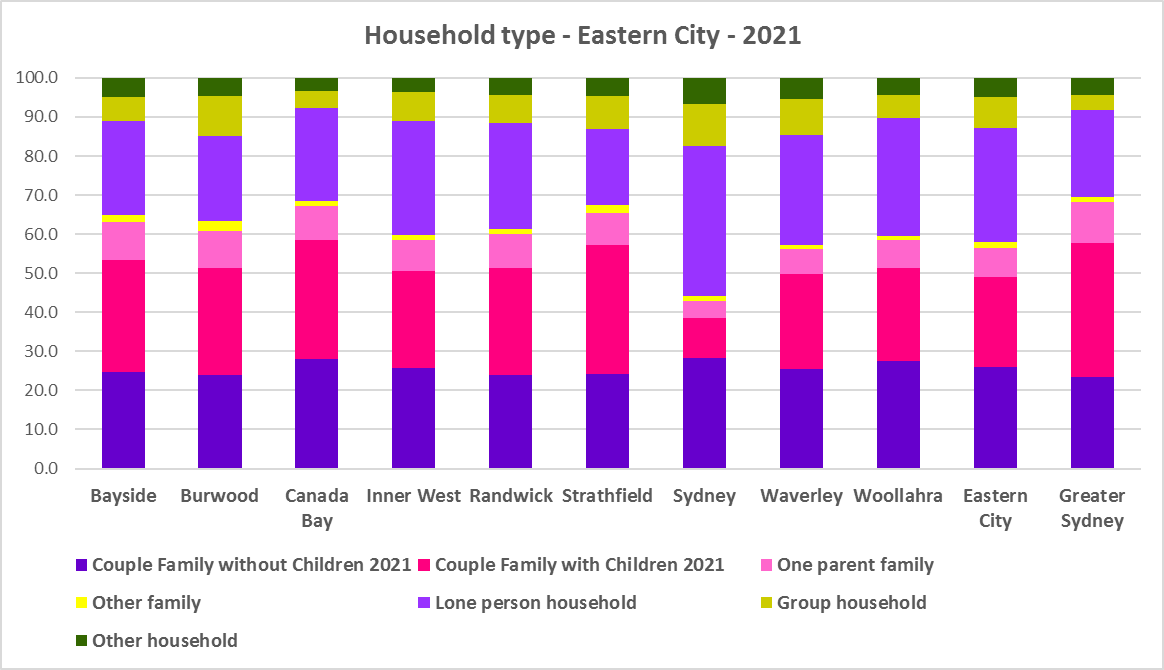 Household type - Eastern City - 2021
100.0
90.0
80.0
70.0
60.0
50.0
40.0
30.0
20.0
10.0
0.0
Bayside
Burwood
Canada
Bay
Inner West
Randwick
Strathfield
Sydney
Waverley
Woollahra
Eastern
City
Greater
Sydney
Couple Family without Children 2021
Couple Family with Children 2021
One parent family
Other family
Lone person household
Group household
Other household